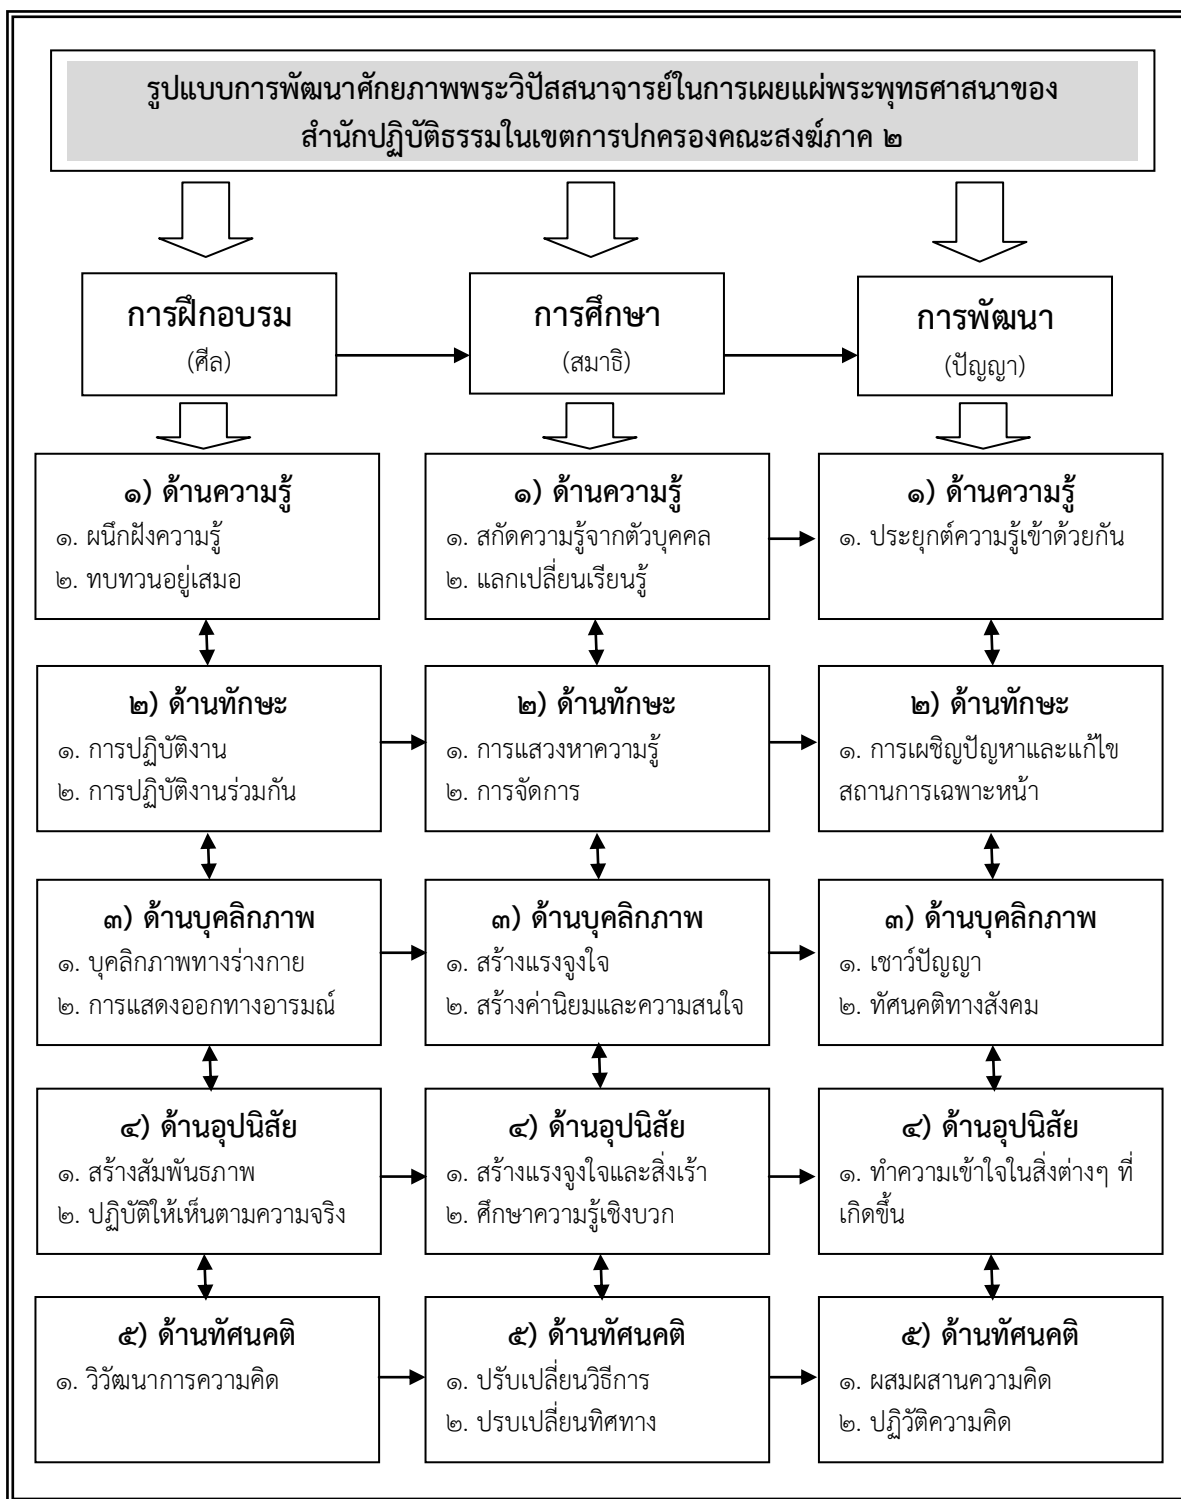 รูปแบบการพัฒนาศักยภาพพระวิปัสสนาจารย์ในการเผยแผ่พระพุทธศาสนาของ
สำนักปฏิบัติธรรมในเขตการปกครองคณะสงฆ์ภาค ๒
การฝึกอบรม
(ศีล)
การศึกษา
(สมาธิ)
การพัฒนา
(ปัญญา)
๑) ด้านความรู้
๑. ผนึกฝังความรู้
๒. ทบทวนอยู่เสมอ
๑) ด้านความรู้
๑. สกัดความรู้จากตัวบุคคล
๒. แลกเปลี่ยนเรียนรู้
๑) ด้านความรู้
๑. ประยุกต์ความรู้เข้าด้วยกัน
๒) ด้านทักษะ
๑. การปฏิบัติงาน
๒. การปฏิบัติงานร่วมกัน
๒) ด้านทักษะ
๑. การแสวงหาความรู้
๒. การจัดการ
๒) ด้านทักษะ
๑. การเผชิญปัญหาและแก้ไข
สถานการเฉพาะหน้า
๓) ด้านบุคลิกภาพ
๑. บุคลิกภาพทางร่างกาย
๒. การแสดงออกทางอารมณ์
๓) ด้านบุคลิกภาพ
๑. สร้างแรงจูงใจ
๒. สร้างค่านิยมและความสนใจ
๓) ด้านบุคลิกภาพ
๑. เชาว์ปัญญา
๒. ทัศนคติทางสังคม
๔) ด้านอุปนิสัย
๑. สร้างสัมพันธภาพ
๒. ปฏิบัติให้เห็นตามความจริง
๔) ด้านอุปนิสัย
๑. สร้างแรงจูงใจและสิ่งเร้า
๒. ศึกษาความรู้เชิงบวก
๔) ด้านอุปนิสัย
๑. ทำความเข้าใจในสิ่งต่างๆ ที่
เกิดขึ้น
๕) ด้านทัศนคติ
๑. วิวัฒนาการความคิด
๕) ด้านทัศนคติ
๑. ปรับเปลี่ยนวิธีการ
๒. ปรบเปลี่ยนทิศทาง
๕) ด้านทัศนคติ
๑. ผสมผสานความคิด
๒. ปฏิวัติความคิด